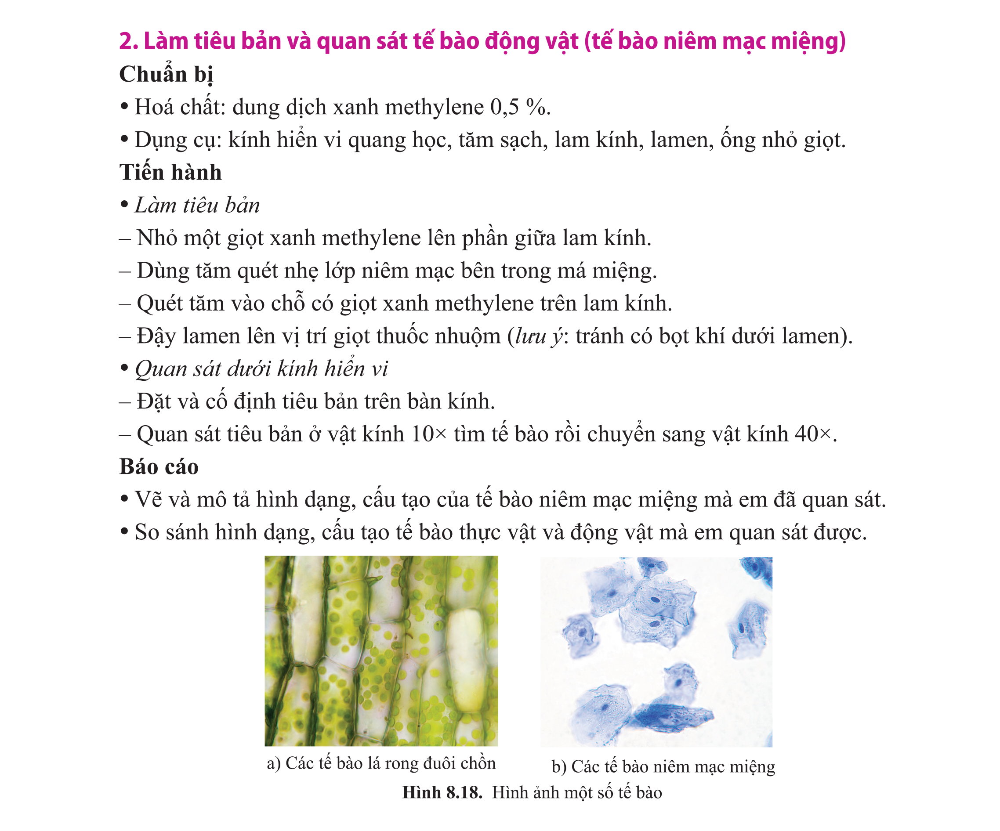 2. Làm tiêu bản và quan sát tế bào động vật (tế bào niêm mạc miệng)
Chuẩn bị
• Hoá chất: dung dịch xanh methylene 0,5 %.
• Dụng cụ: kính hiển vi quang học, tăm sạch, lam kính, lamen, ống nhỏ giọt.
Tiến hành
• Làm tiêu bản
– Nhỏ một giọt xanh methylene lên phần giữa lam kính.
– Dùng tăm quét nhẹ lớp niêm mạc bên trong má miệng.
– Quét tăm vào chỗ có giọt xanh methylene trên lam kính.
– Đậy lamen lên vị trí giọt thuốc nhuộm (lưu ý: tránh có bọt khí dưới lamen).
• Quan sát dưới kính hiển vi
– Đặt và cố định tiêu bản trên bàn kính.
– Quan sát tiêu bản ở vật kính 10× tìm tế bào rồi chuyển sang vật kính 40×.
Báo cáo
• Vẽ và mô tả hình dạng, cấu tạo của tế bào niêm mạc miệng mà em đã quan sát.
• So sánh hình dạng, cấu tạo tế bào thực vật và động vật mà em quan sát được.
a) Các tế bào lá rong đuôi chồn
b) Các tế bào niêm mạc miệng
Hình 8.18. Hình ảnh một số tế bào